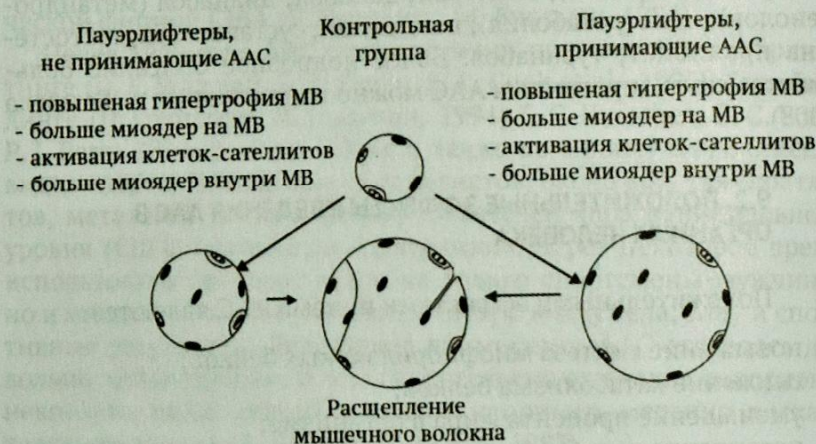 Пауэрлифтеры,
не принимающие ААС
- повышеная гипертрофия МВ
- больше миоядер на МВ
- активация клеток-сателлитов
- больше миоядер внутри МВ
Контрольная
группа
Пауэрлифтеры,
принимающие ААС
- повышеная гипертрофия МВ
- больше миоядер на МВ
- активация клеток-сателлитов
- больше миоядер внутри МВ
Расщепление
мышечного волокна